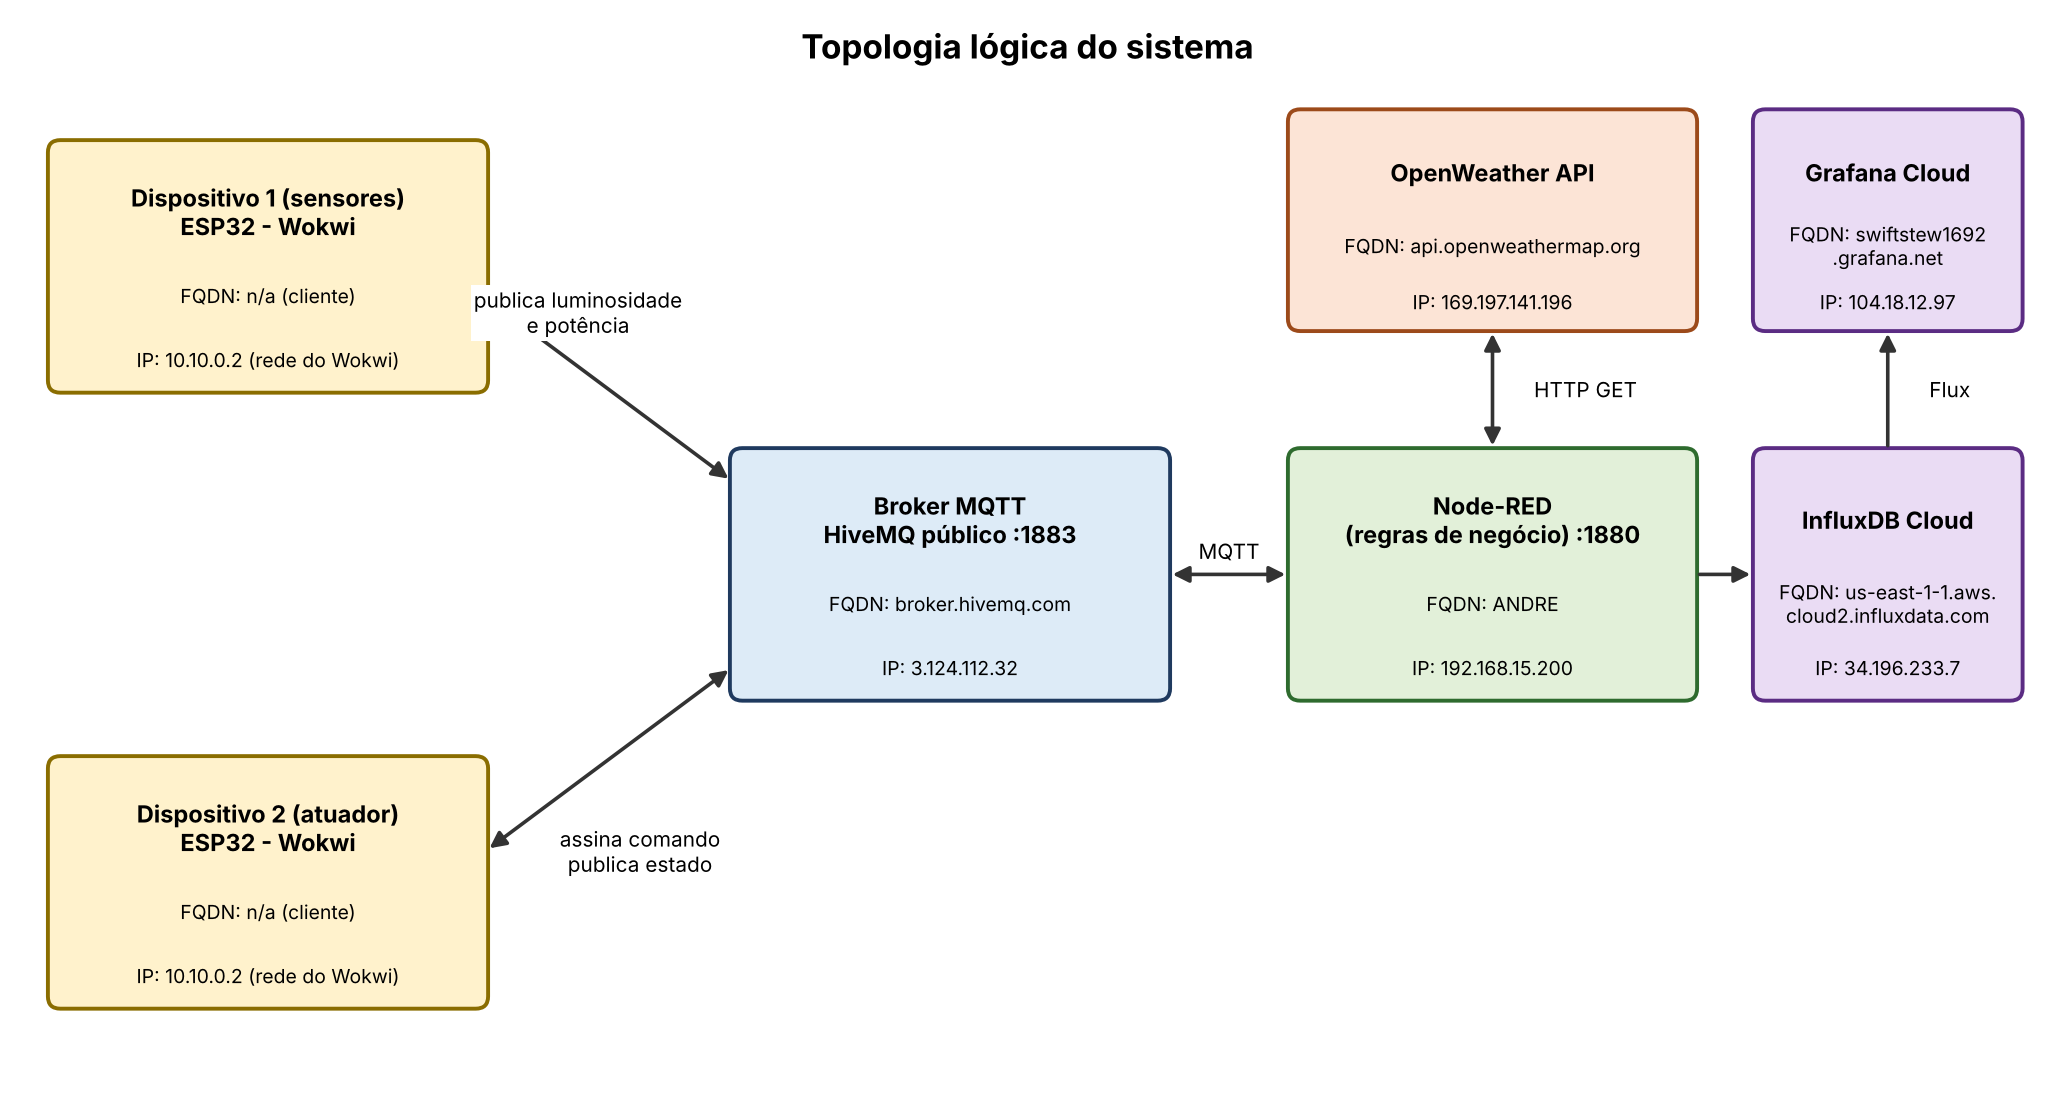 Topologia lógica do sistema
Dispositivo 1 (sensores)
ESP32 - Wokwi
FQDN: n/a (cliente)
IP: 10.10.0.2 (rede do Wokwi)
publica luminosidade
e potência
Dispositivo 2 (atuador)
ESP32 - Wokwi
FQDN: n/a (cliente)
IP: 10.10.0.2 (rede do Wokwi)
assina comando
publica estado
Broker MQTT
HiveMQ público :1883
FQDN: broker.hivemq.com
IP: 3.124.112.32
MQTT
OpenWeather API
FQDN: api.openweathermap.org
IP: 169.197.141.196
HTTP GET
Node-RED
(regras de negócio) :1880
FQDN: ANDRE
IP: 192.168.15.200
Grafana Cloud
FQDN: swiftstew1692
.grafana.net
IP: 104.18.12.97
Flux
InfluxDB Cloud
FQDN: us-east-1-1.aws.
cloud2.influxdata.com
IP: 34.196.233.7